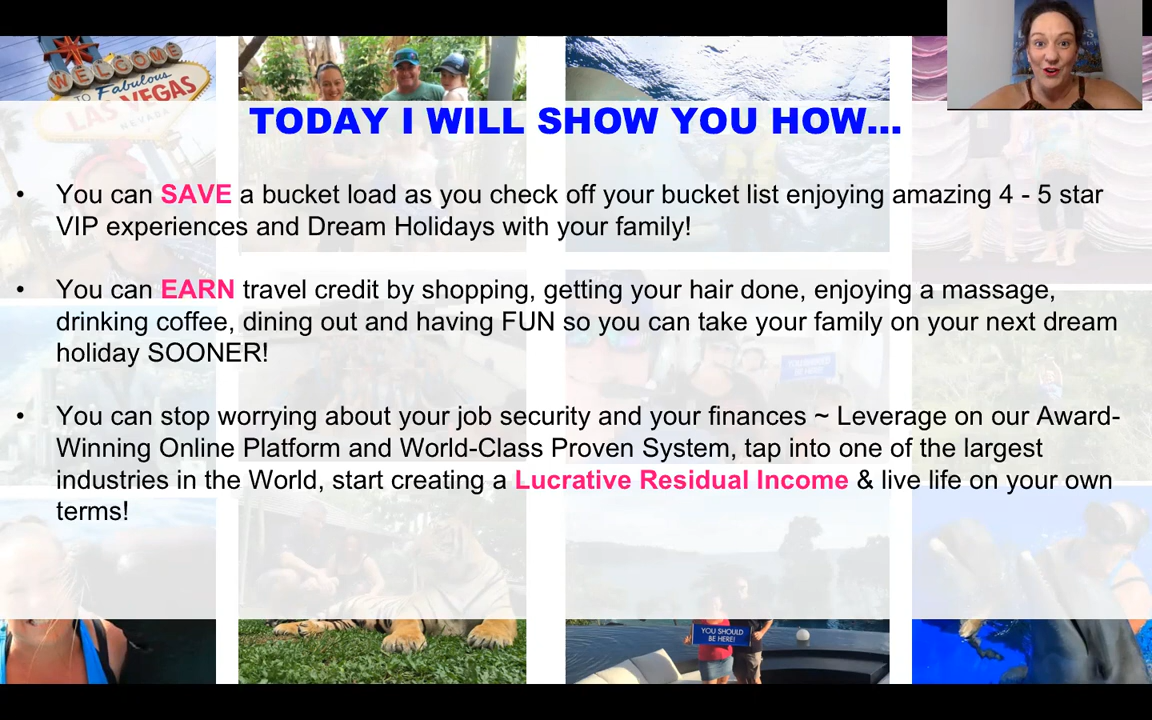 WELCOME
TO Fabulous
LAS VEGAS
NEVADA
TODAY I WILL SHOW YOU HOW...
• You can SAVE a bucket load as you check off your bucket list enjoying amazing 4 - 5 star
VIP experiences and Dream Holidays with your family!
• You can EARN travel credit by shopping, getting your hair done, enjoying a massage,
drinking coffee, dining out and having FUN so you can take your family on your next dream
holiday SOONER!
• You can stop worrying about your job security and your finances ~ Leverage on our Award-
Winning Online Platform and World-Class Proven System, tap into one of the largest
industries in the World, start creating a Lucrative Residual Income & live life on your own
terms!
YOU SHOULD
BE HERE!